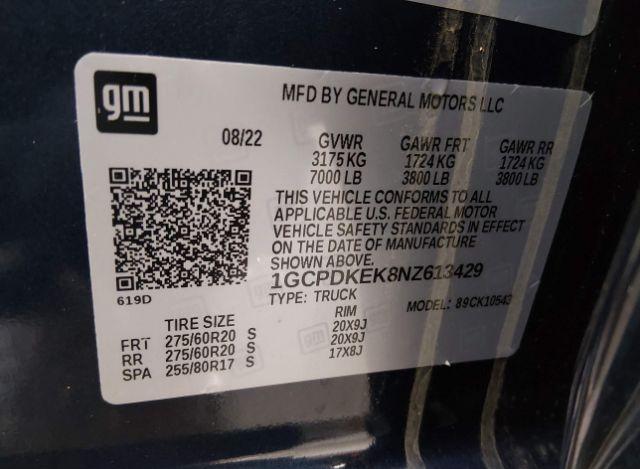 gm
MFD BY GENERAL MOTORS LLC
08/22 GVWR GAWR FRT GAWR RR
3175 KG 1724 KG 1724 KG
7000 LB 3800 LB 3800 LB
THIS VEHICLE CONFORMS TO ALL
APPLICABLE U.S. FEDERAL MOTOR
VEHICLE SAFETY STANDARDS IN EFFECT
ON THE DATE OF MANUFACTURE
SHOWN ABOVE.
1GCPDKEK8NZ613429
619D
TYPE: TRUCK MODEL: 89CK10543
TIRE SIZE RIM
FRT 275/60R20 S 20X9J
RR 275/60R20 S 20X9J
SPA 255/80R17 S 17X8J